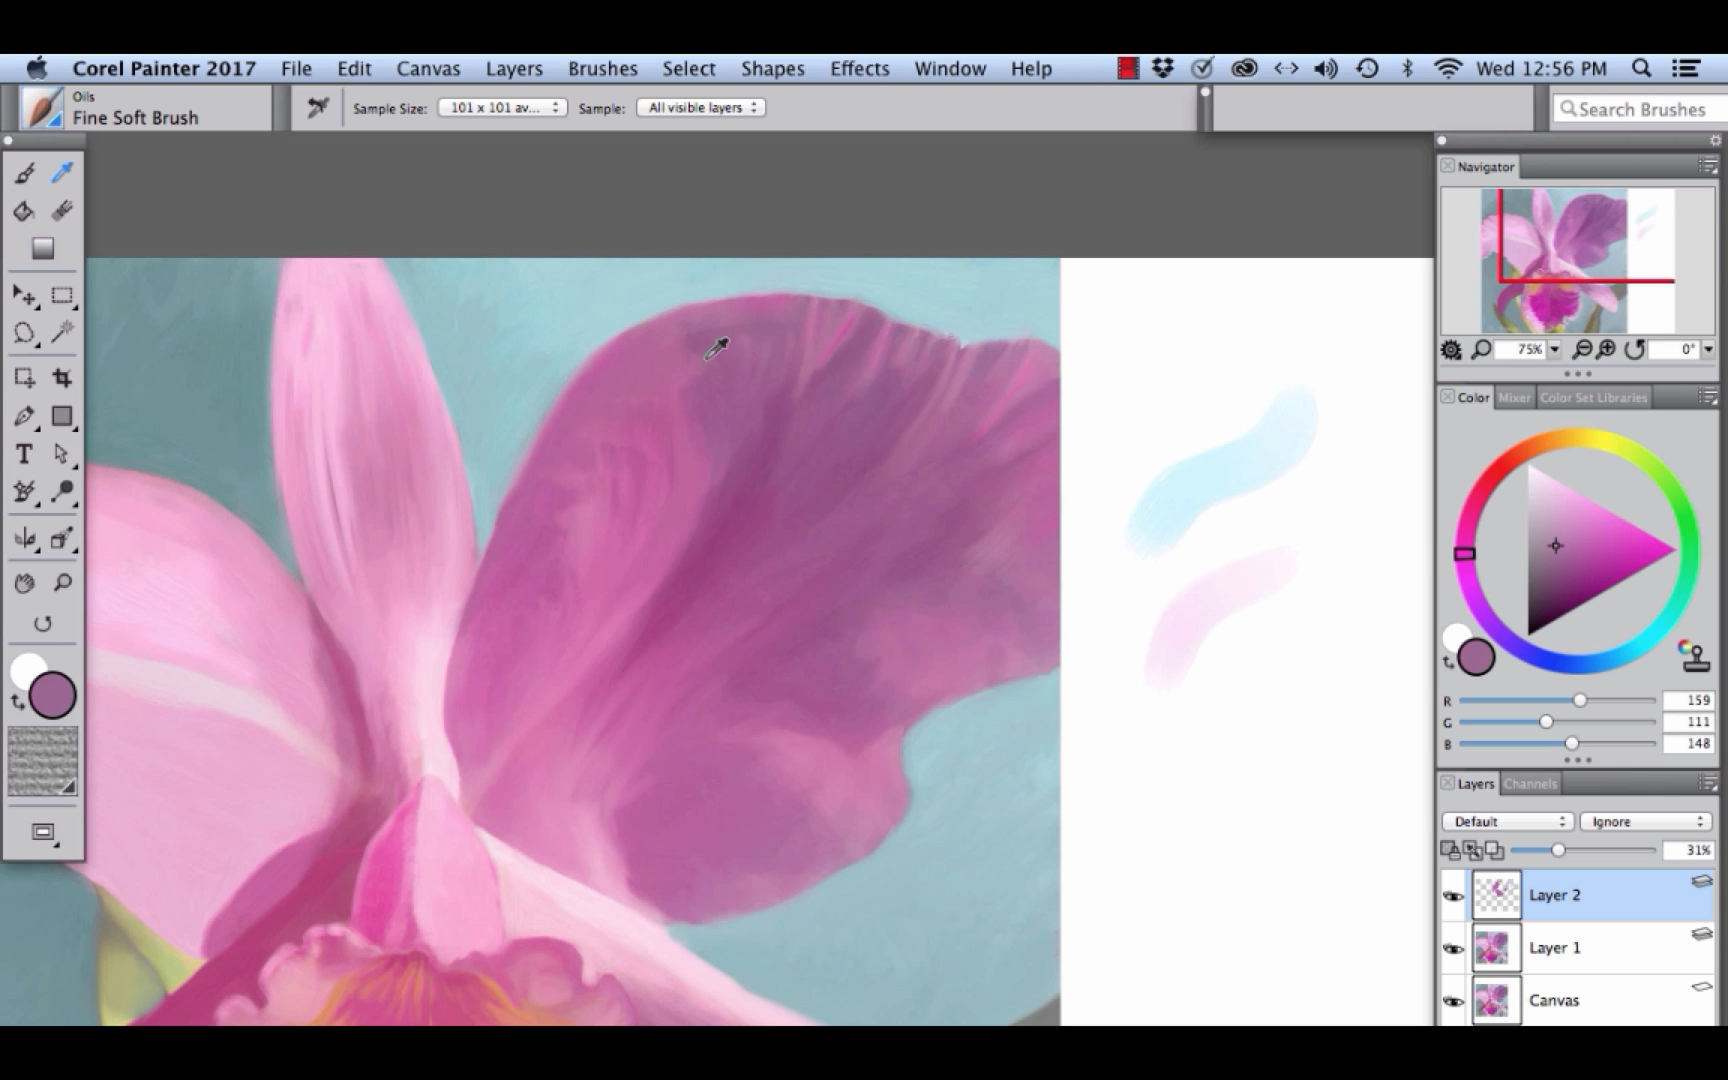 Corel Painter 2017 File Edit Canvas Layers Brushes Select Shapes Effects Window Help Wed 12:56 PM
Oils
Fine Soft Brush
Sample Size: 101 x 101 av... Sample: All visible layers
Search Brushes
Navigator
75% 0°
Color Mixer Color Set Libraries
R 159
G 111
B 148
Layers Channels
Default Ignore
31%
Layer 2
Layer 1
Canvas
T